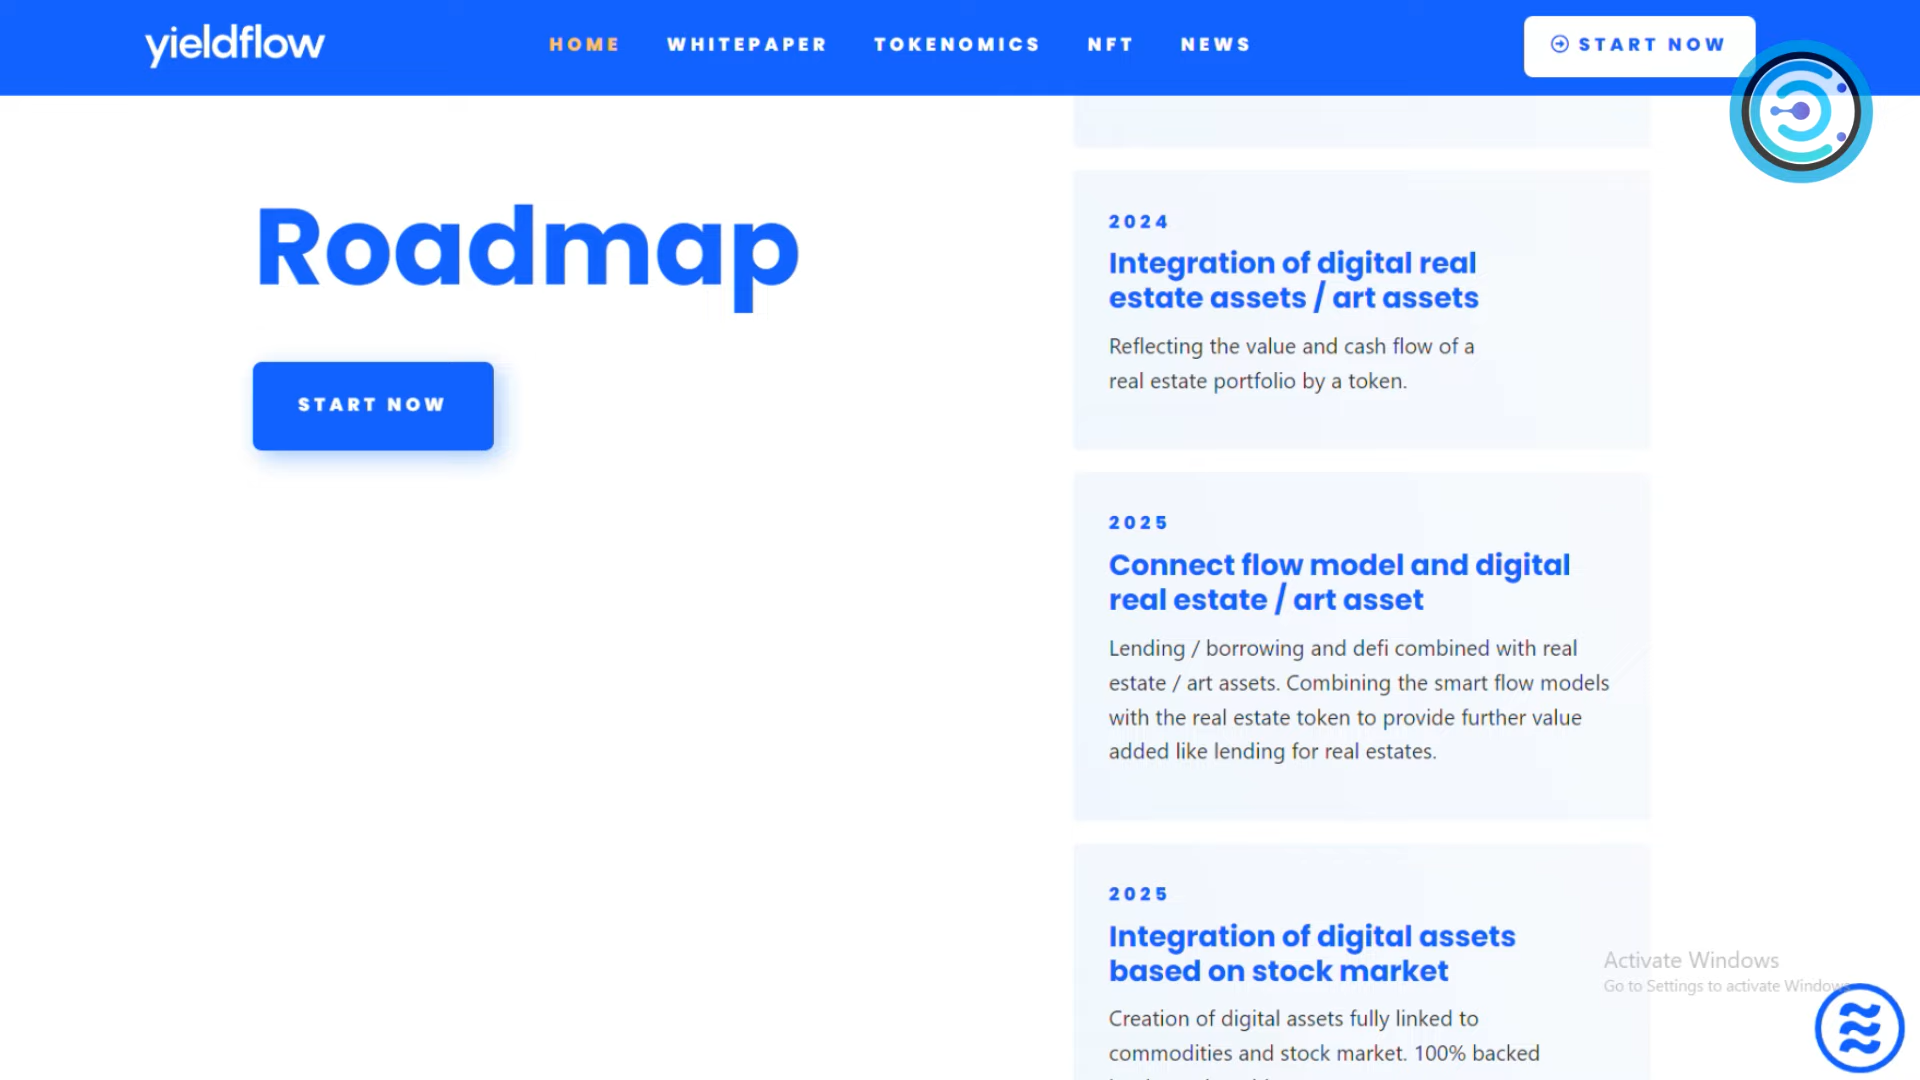 yieldflow
HOME
WHITEPAPER
TOKENOMICS
NFT
NEWS
START NOW
Roadmap
START NOW
2024
Integration of digital real
estate assets / art assets
Reflecting the value and cash flow of a
real estate portfolio by a token.
2025
Connect flow model and digital
real estate / art asset
Lending / borrowing and defi combined with real
estate / art assets. Combining the smart flow models
with the real estate token to provide further value
added like lending for real estates.
2025
Integration of digital assets
based on stock market
Creation of digital assets fully linked to
commodities and stock market. 100% backed
Activate Windows
Go to Settings to activate Windows.